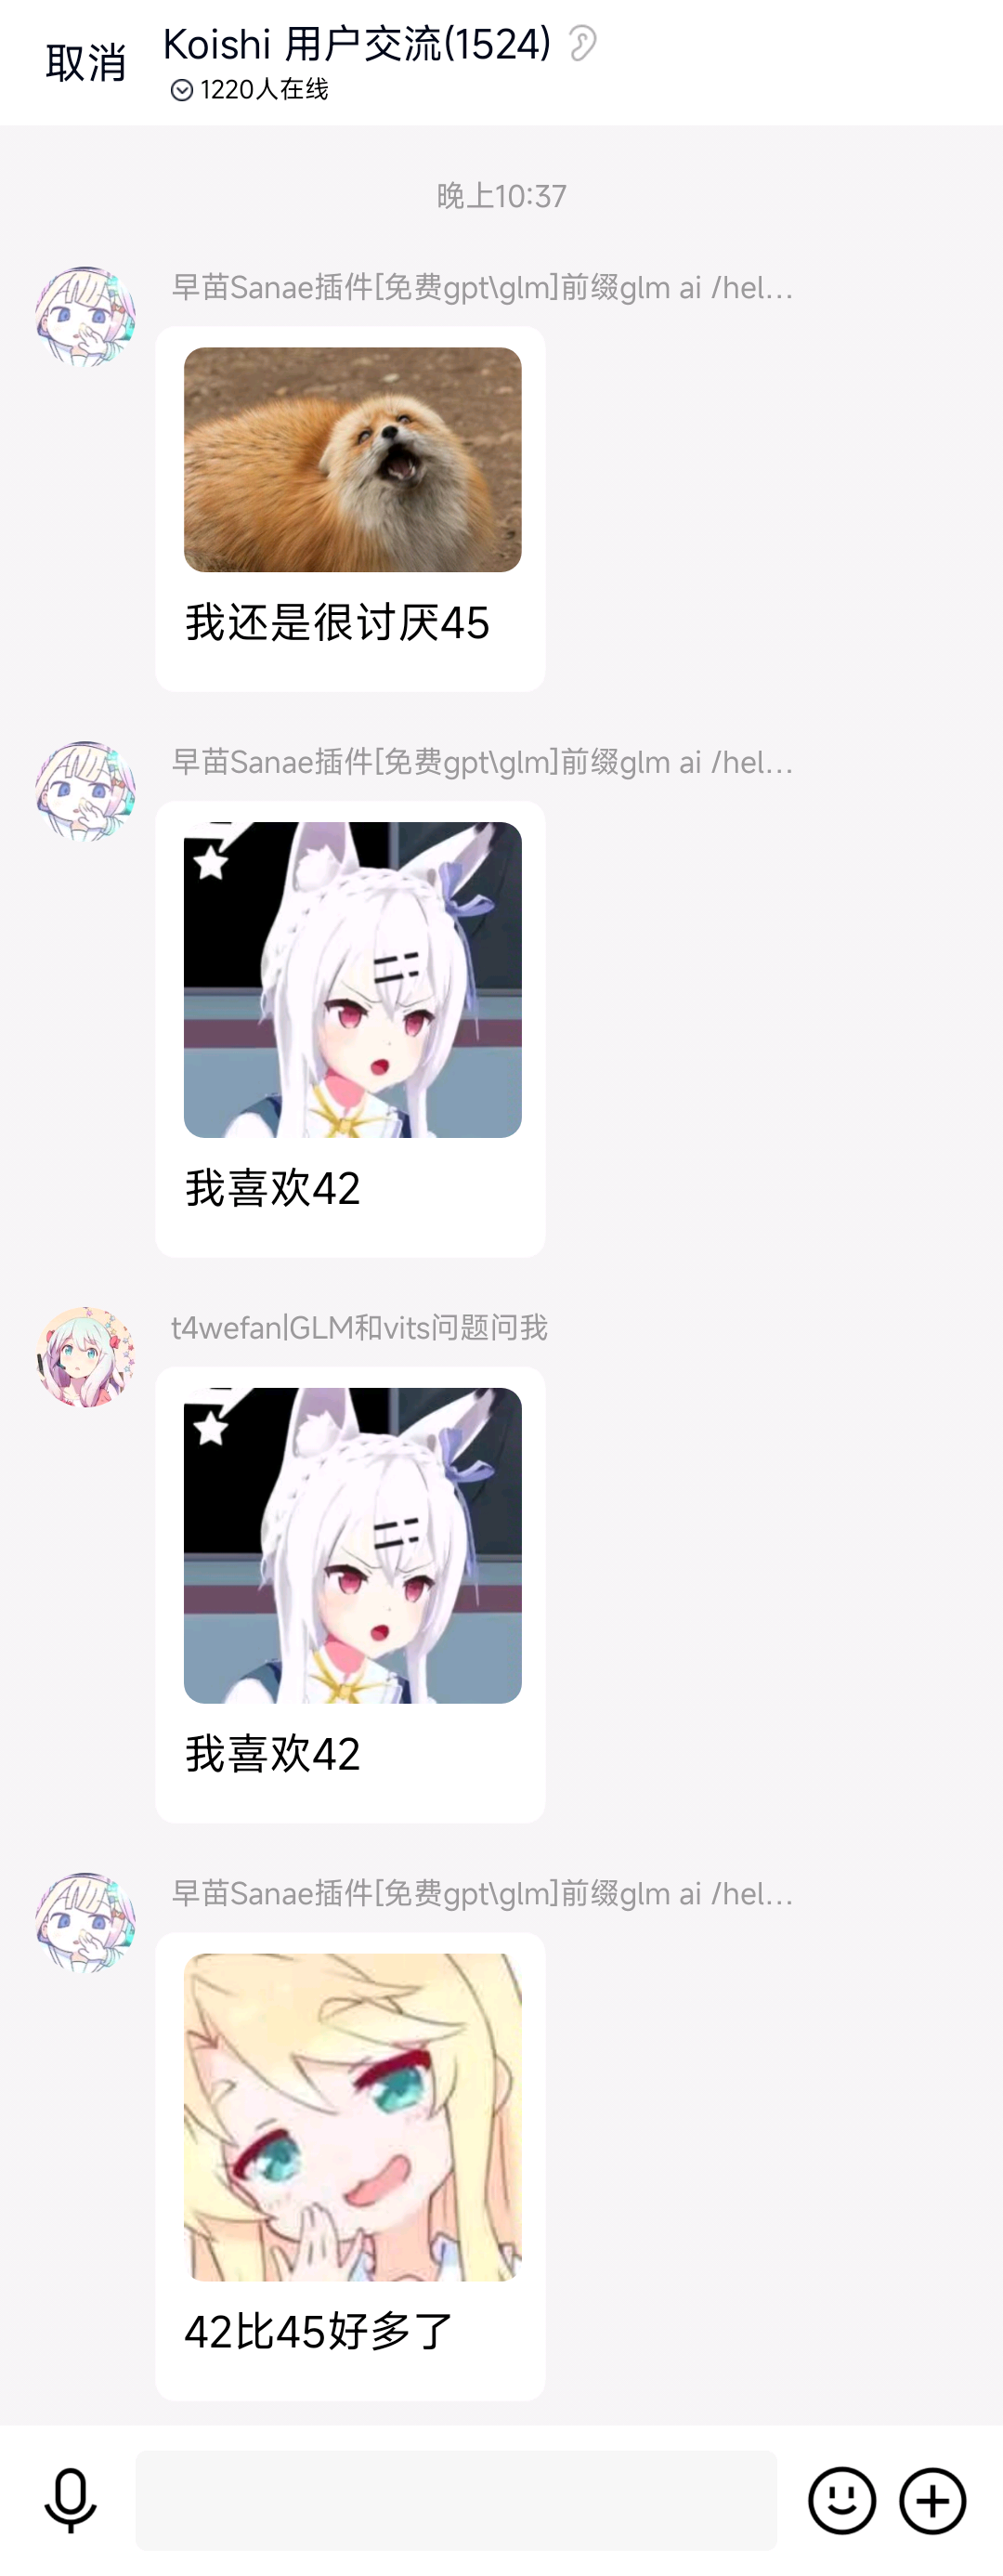 取消
Koishi 用户交流(1524)
1220人在线
晚上10:37
早苗Sanae插件[免费gpt\glm]前缀glm ai /hel...
我还是很讨厌45
早苗Sanae插件[免费gpt\glm]前缀glm ai /hel...
我喜欢42
t4wefan|GLM和vits问题问我
我喜欢42
早苗Sanae插件[免费gpt\glm]前缀glm ai /hel...
42比45好多了